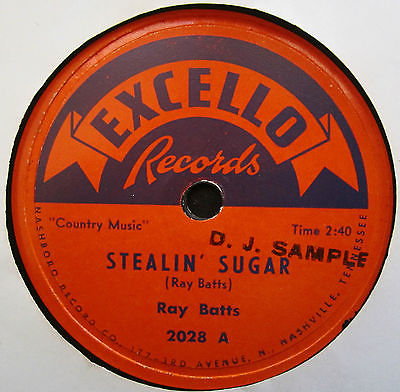 EXCELLO
Records
"Country Music"
Time 2:40
D. J. SAMPLE
STEALIN' SUGAR
(Ray Batts)
Ray Batts
2028 A
NASHBORO RECORD CO., 177-3RD AVENUE, N., NASHVILLE, TENNESSEE